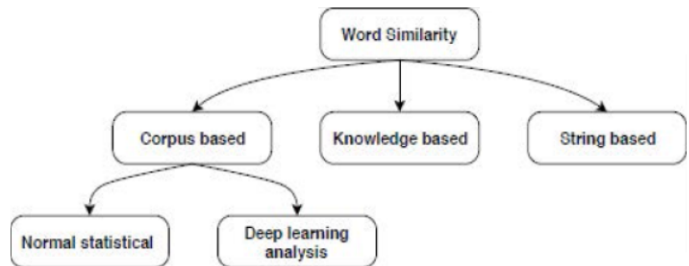 Word Similarity
Corpus based
Knowledge based
String based
Normal statistical
Deep learning
analysis